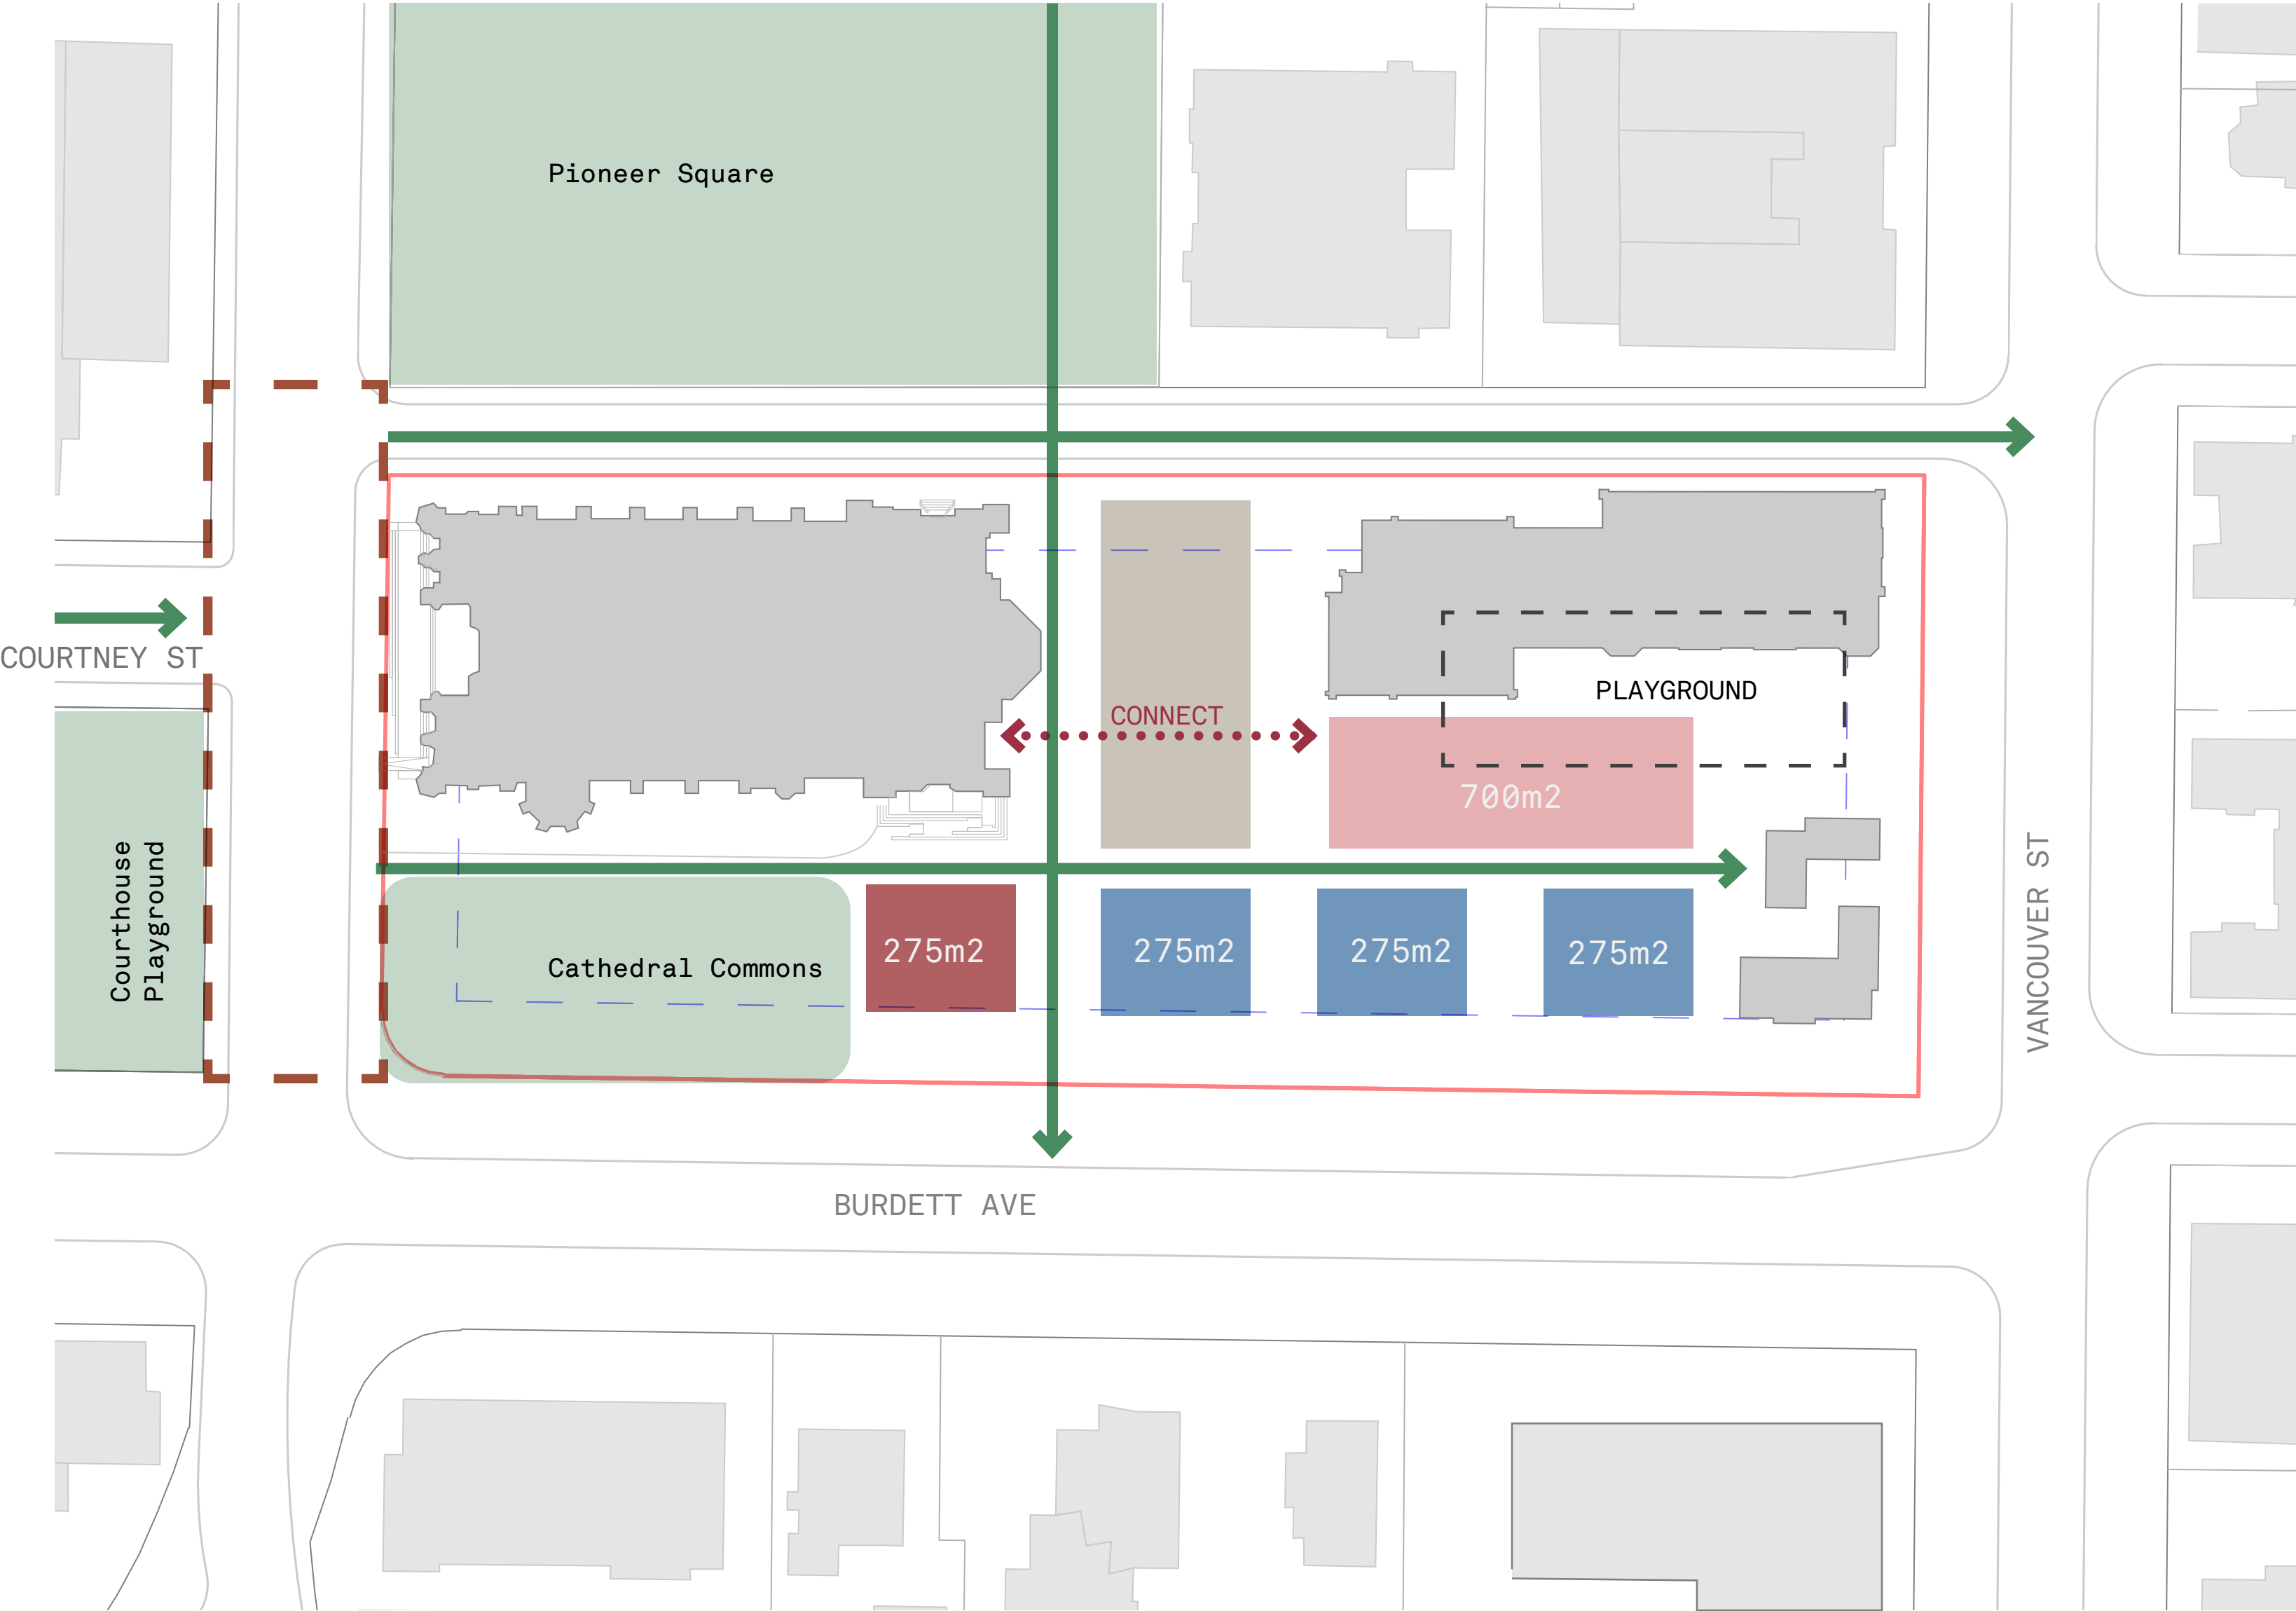 Pioneer Square
COURTNEY ST
PLAYGROUND
CONNECT
700m2
Courthouse
Playground
Cathedral Commons
275m2
275m2
275m2
275m2
VANCOUVER ST
BURDETT AVE